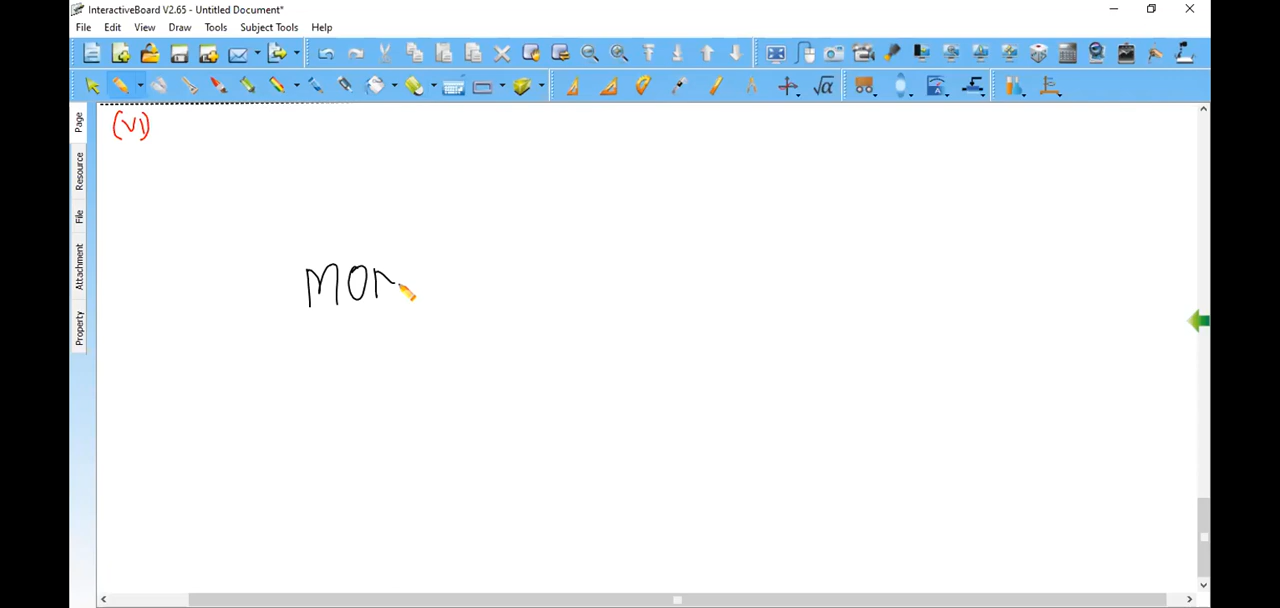 InteractiveBoard V2.65 - Untitled Document*
File Edit View Draw Tools Subject Tools Help
Page
Resource
File
Attachment
Property
(VI)